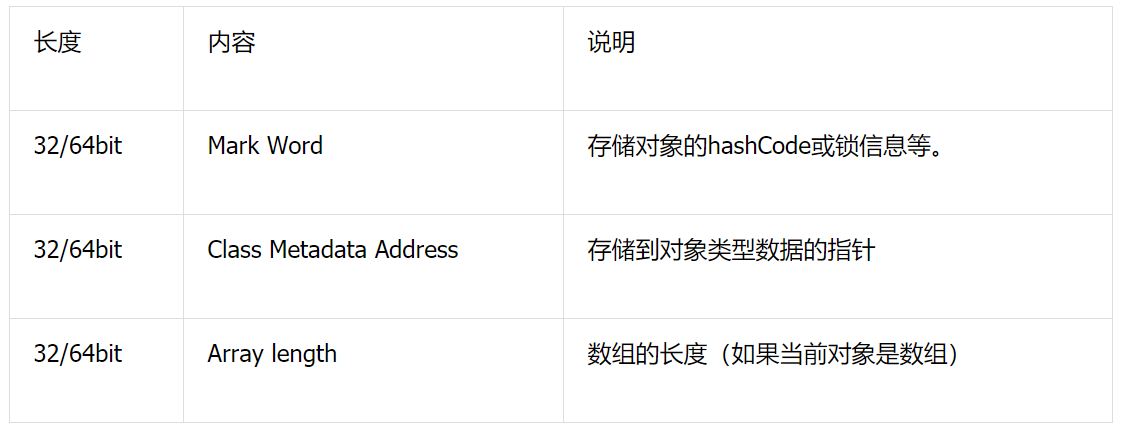 长度 内容 说明
32/64bit Mark Word 存储对象的hashCode或锁信息等。
32/64bit Class Metadata Address 存储到对象类型数据的指针
32/64bit Array length 数组的长度（如果当前对象是数组）